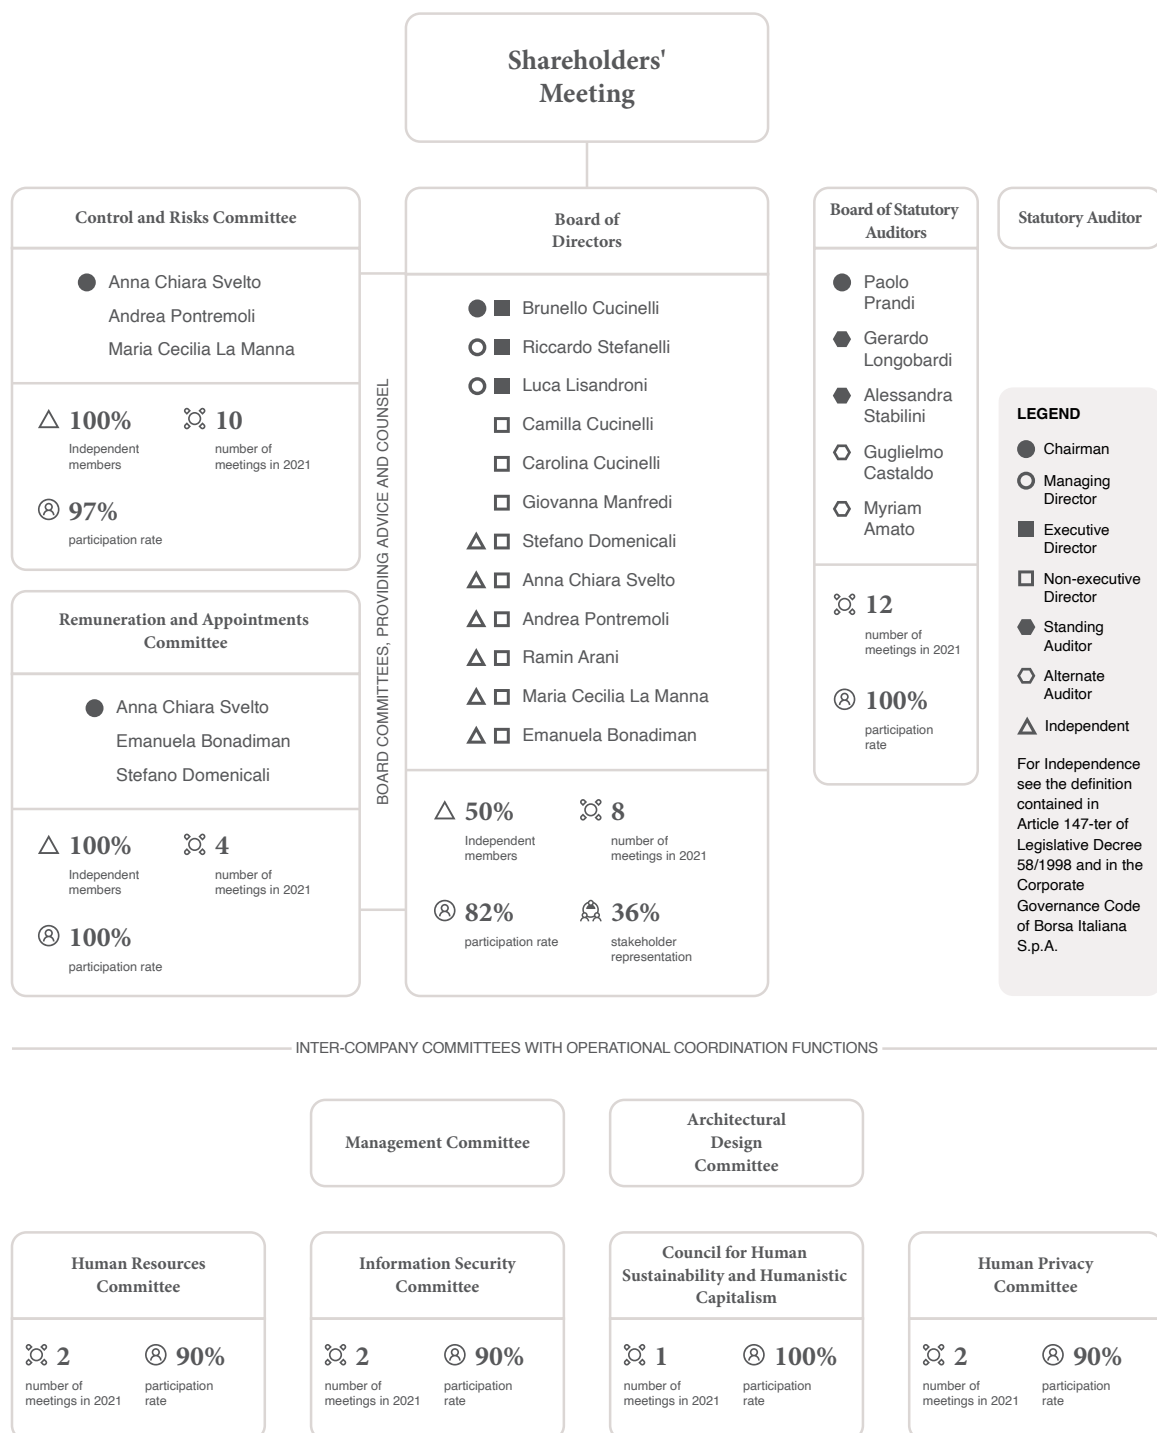 Shareholders'
Meeting
Control and Risks Committee
Anna Chiara Svelto
Andrea Pontremoli
Maria Cecilia La Manna
100%
Independent
members
10
number of
meetings in 2021
97%
participation rate
Remuneration and Appointments
Committee
Anna Chiara Svelto
Emanuela Bonadiman
Stefano Domenicali
100%
Independent
members
4
number of
meetings in 2021
100%
participation rate
BOARD COMMITTEES, PROVIDING ADVICE AND COUNSEL
Board of
Directors
Brunello Cucinelli
Riccardo Stefanelli
Luca Lisandroni
Camilla Cucinelli
Carolina Cucinelli
Giovanna Manfredi
Stefano Domenicali
Anna Chiara Svelto
Andrea Pontremoli
Ramin Arani
Maria Cecilia La Manna
Emanuela Bonadiman
50%
Independent
members
8
number of
meetings in 2021
82%
participation rate
36%
stakeholder
representation
Board of Statutory
Auditors
Paolo
Prandi
Gerardo
Longobardi
Alessandra
Stabilini
Guglielmo
Castaldo
Myriam
Amato
12
number of
meetings in 2021
100%
participation
rate
Statutory Auditor
LEGEND
Chairman
Managing
Director
Executive
Director
Non-executive
Director
Standing
Auditor
Alternate
Auditor
Independent
For Independence
see the definition
contained in
Article 147-ter of
Legislative Decree
58/1998 and in the
Corporate
Governance Code
of Borsa Italiana
S.p.A.
INTER-COMPANY COMMITTEES WITH OPERATIONAL COORDINATION FUNCTIONS
Management Committee
Architectural
Design
Committee
Human Resources
Committee
2
number of
meetings in 2021
90%
participation
rate
Information Security
Committee
2
number of
meetings in 2021
90%
participation
rate
Council for Human
Sustainability and Humanistic
Capitalism
1
number of
meetings in 2021
100%
participation
rate
Human Privacy
Committee
2
number of
meetings in 2021
90%
participation
rate